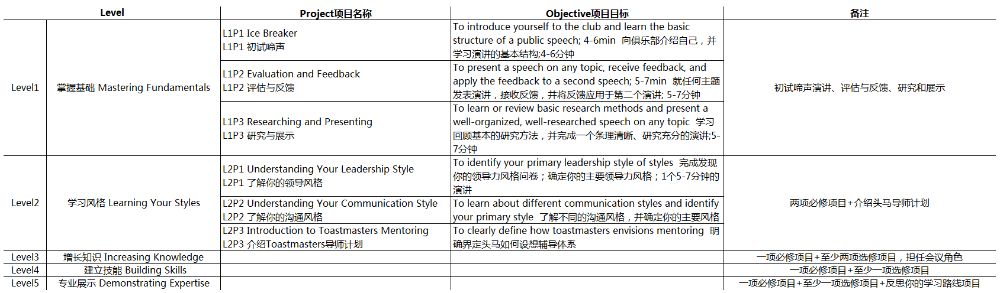 Level Project项目名称 Objective项目目标 备注
Level1 掌握基础 Mastering Fundamentals
L1P1 Ice Breaker
L1P1 初试啼声
To introduce yourself to the club and learn the basic
structure of a public speech; 4-6min 向俱乐部介绍自己，并
学习演讲的基本结构;4-6分钟
L1P2 Evaluation and Feedback
L1P2 评估与反馈
To present a speech on any topic, receive feedback, and
apply the feedback to a second speech; 5-7min 就任何主题
发表演讲，接收反馈，并将反馈应用于第二个演讲; 5-7分钟
L1P3 Researching and Presenting
L1P3 研究与展示
To learn or review basic research methods and present a
well-organized, well-researched speech on any topic 学习
回顾基本的研究方法，并完成一个条理清晰、研究充分的演讲;5-
7分钟
初试啼声演讲、评估与反馈、研究和展示
Level2 学习风格 Learning Your Styles
L2P1 Understanding Your Leadership Style
L2P1 了解你的领导风格
To identify your primary leadership style of styles 完成发现
你的领导力风格问卷；确定你的主要领导力风格；1个5-7分钟的
演讲
L2P2 Understanding Your Communication Style
L2P2 了解你的沟通风格
To learn about different communication styles and identify
your primary style 了解不同的沟通风格，并确定你的主要风格
L2P3 Introduction to Toastmasters Mentoring
L2P3 介绍Toastmasters导师计划
To clearly define how toastmasters envisions mentoring 明
确界定头马如何设想辅导体系
两项必修项目+介绍头马导师计划
Level3 增长知识 Increasing Knowledge 一项必修项目+至少两项选修项目，担任会议角色
Level4 建立技能 Building Skills 一项必修项目+至少一项选修项目
Level5 专业展示 Demonstrating Expertise 一项必修项目+至少一项选修项目+反思你的学习路线项目